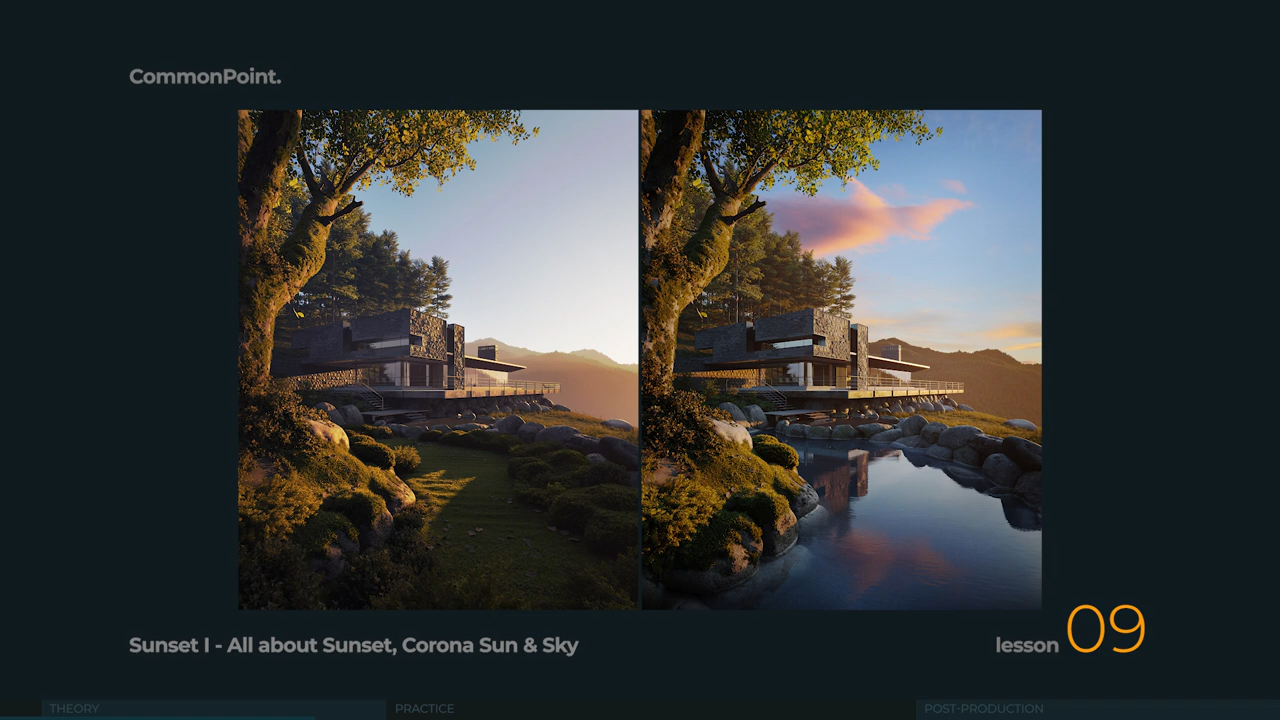 CommonPoint.
Sunset I - All about Sunset, Corona Sun & Sky
lesson 09
THEORY
PRACTICE
POST-PRODUCTION